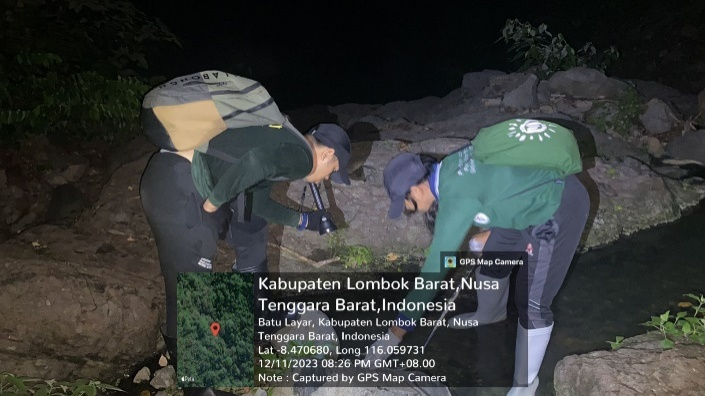 GPS Map Camera
Kabupaten Lombok Barat,Nusa
Tenggara Barat,Indonesia
Batu Layar, Kabupaten Lombok Barat, Nusa
Tenggara Barat, Indonesia
Lat -8.470680, Long 116.059731
12/11/2023 08:26 PM GMT+08.00
Note : Captured by GPS Map Camera